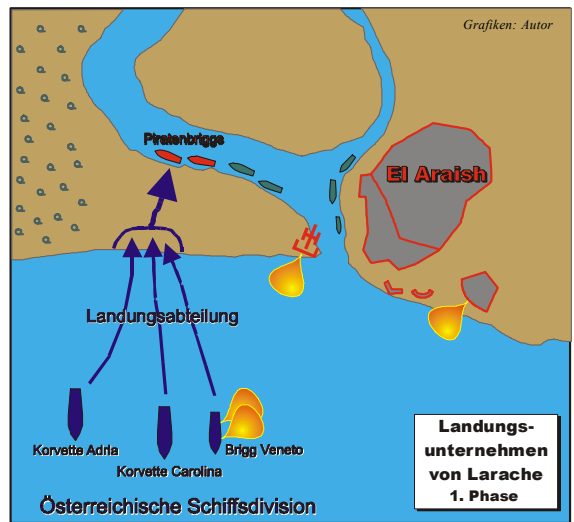 Grafiken: Autor
Piratenbriggs
El Araish
Landungsabteilung
Korvette Adria
Korvette Carolina
Brigg Veneto
Österreichische Schiffsdivision
Landungs-
unternehmen
von Larache
1. Phase